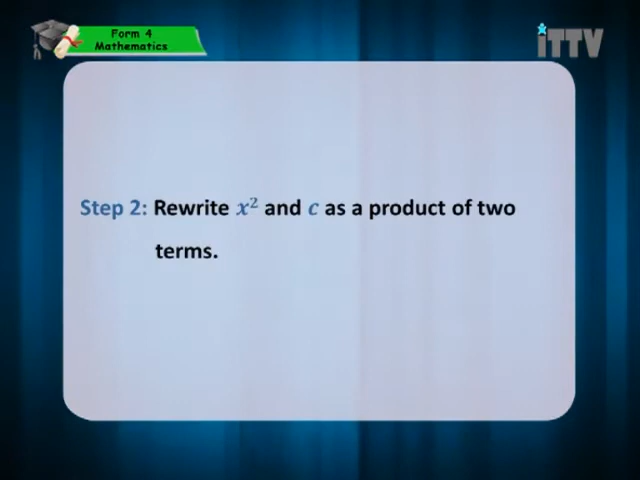 Form 4
Mathematics
iTTV
Step 2: Rewrite x² and c as a product of two
terms.